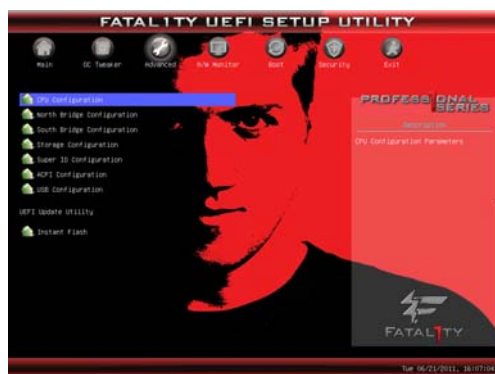 FATAL1TY UEFI SETUP UTILITY
Main
OC Tweaker
Advanced
H/W Monitor
Boot
Security
Exit
CPU Configuration
North Bridge Configuration
South Bridge Configuration
Storage Configuration
Super IO Configuration
ACPI Configuration
USB Configuration
UEFI Update Utility
Instant Flash
PROFESSIONAL
SERIES
Description
CPU Configuration Parameters
FATAL1TY
Tue 06/21/2011, 16:07:04